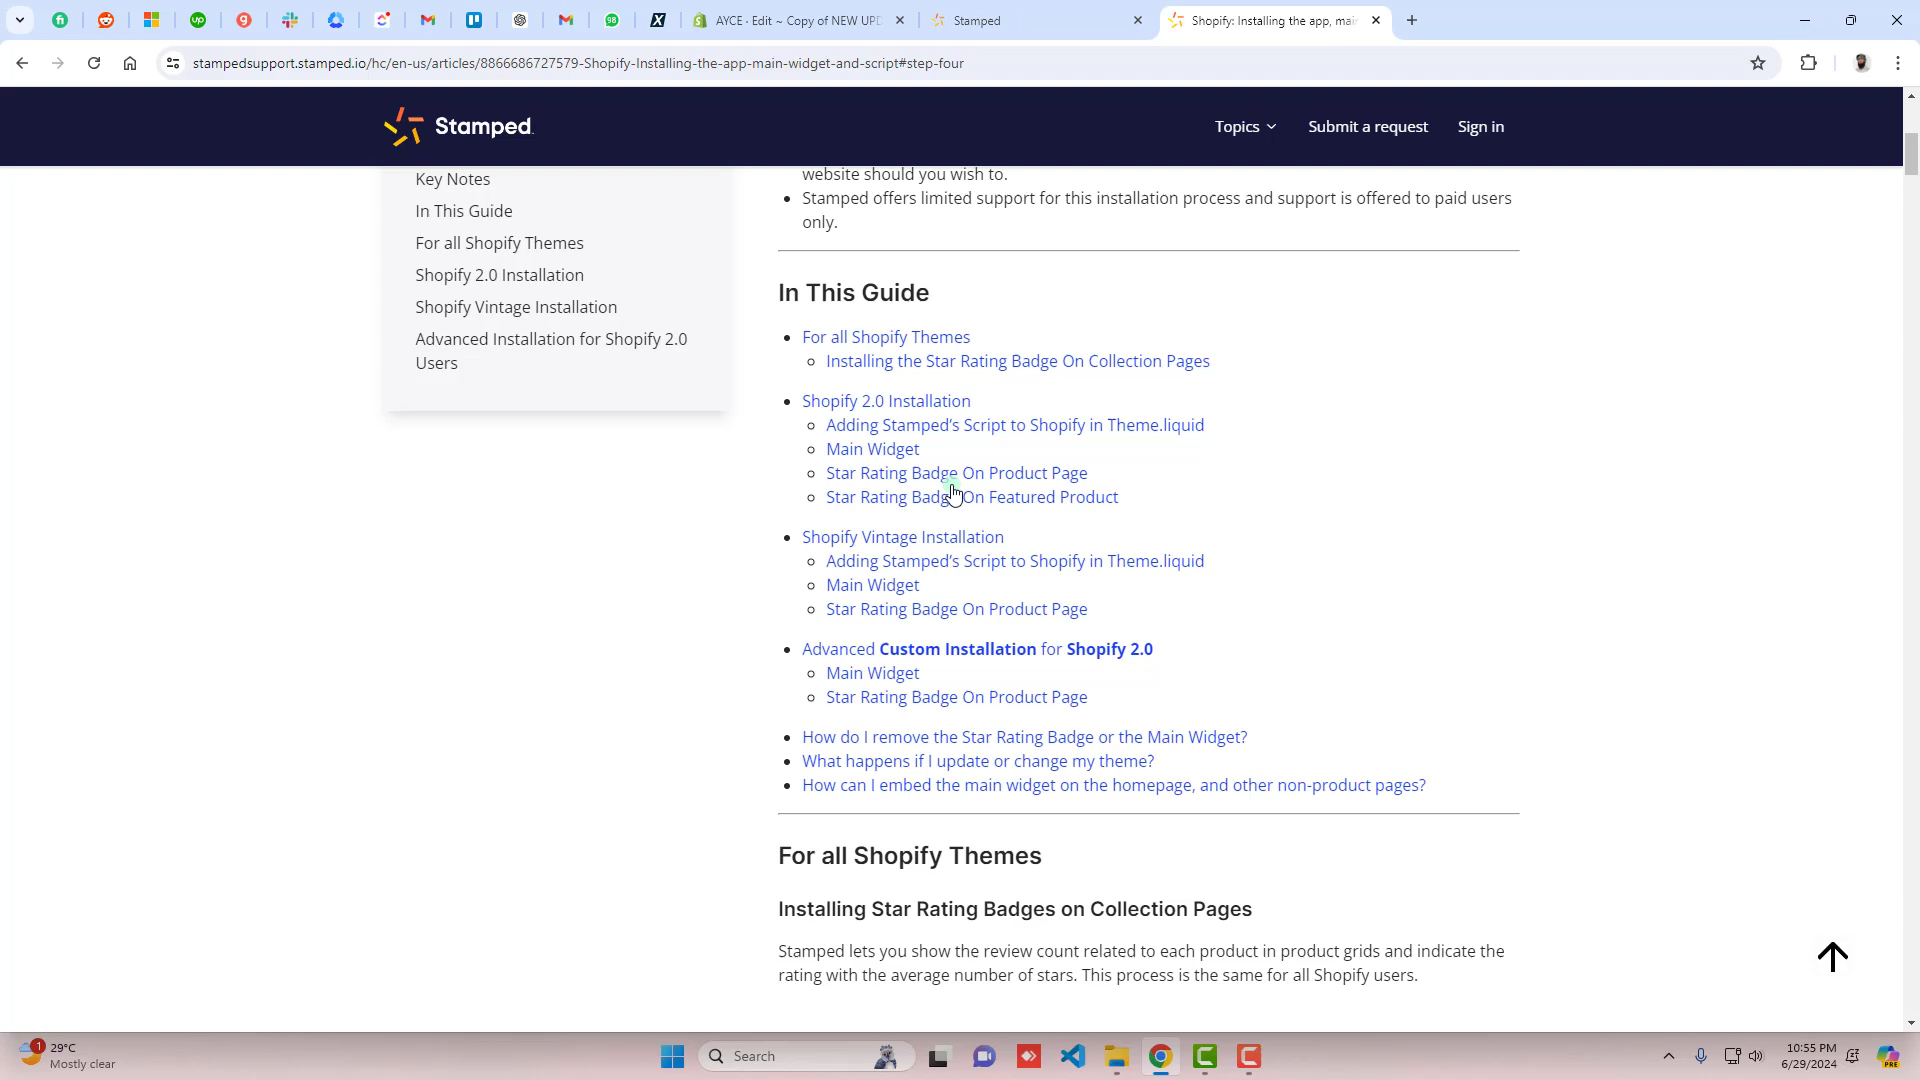 AYCE - Edit ~ Copy of NEW UPD
Stamped
Shopify: Installing the app, mai
stampedsupport.stamped.io/hc/en-us/articles/8866686727579-Shopify-Installing-the-app-main-widget-and-script#step-four
Stamped.
Topics
Submit a request
Sign in
Key Notes
In This Guide
For all Shopify Themes
Shopify 2.0 Installation
Shopify Vintage Installation
Advanced Installation for Shopify 2.0
Users
website should you wish to.
• Stamped offers limited support for this installation process and support is offered to paid users
only.
In This Guide
• For all Shopify Themes
Installing the Star Rating Badge On Collection Pages
• Shopify 2.0 Installation
Adding Stamped's Script to Shopify in Theme.liquid
Main Widget
Star Rating Badge On Product Page
Star Rating Badge On Featured Product
• Shopify Vintage Installation
Adding Stamped's Script to Shopify in Theme.liquid
Main Widget
Star Rating Badge On Product Page
• Advanced Custom Installation for Shopify 2.0
Main Widget
Star Rating Badge On Product Page
• How do I remove the Star Rating Badge or the Main Widget?
• What happens if I update or change my theme?
• How can I embed the main widget on the homepage, and other non-product pages?
For all Shopify Themes
Installing Star Rating Badges on Collection Pages
Stamped lets you show the review count related to each product in product grids and indicate the
rating with the average number of stars. This process is the same for all Shopify users.
1
29°C
Mostly clear
Search
10:55 PM
6/29/2024
PRE